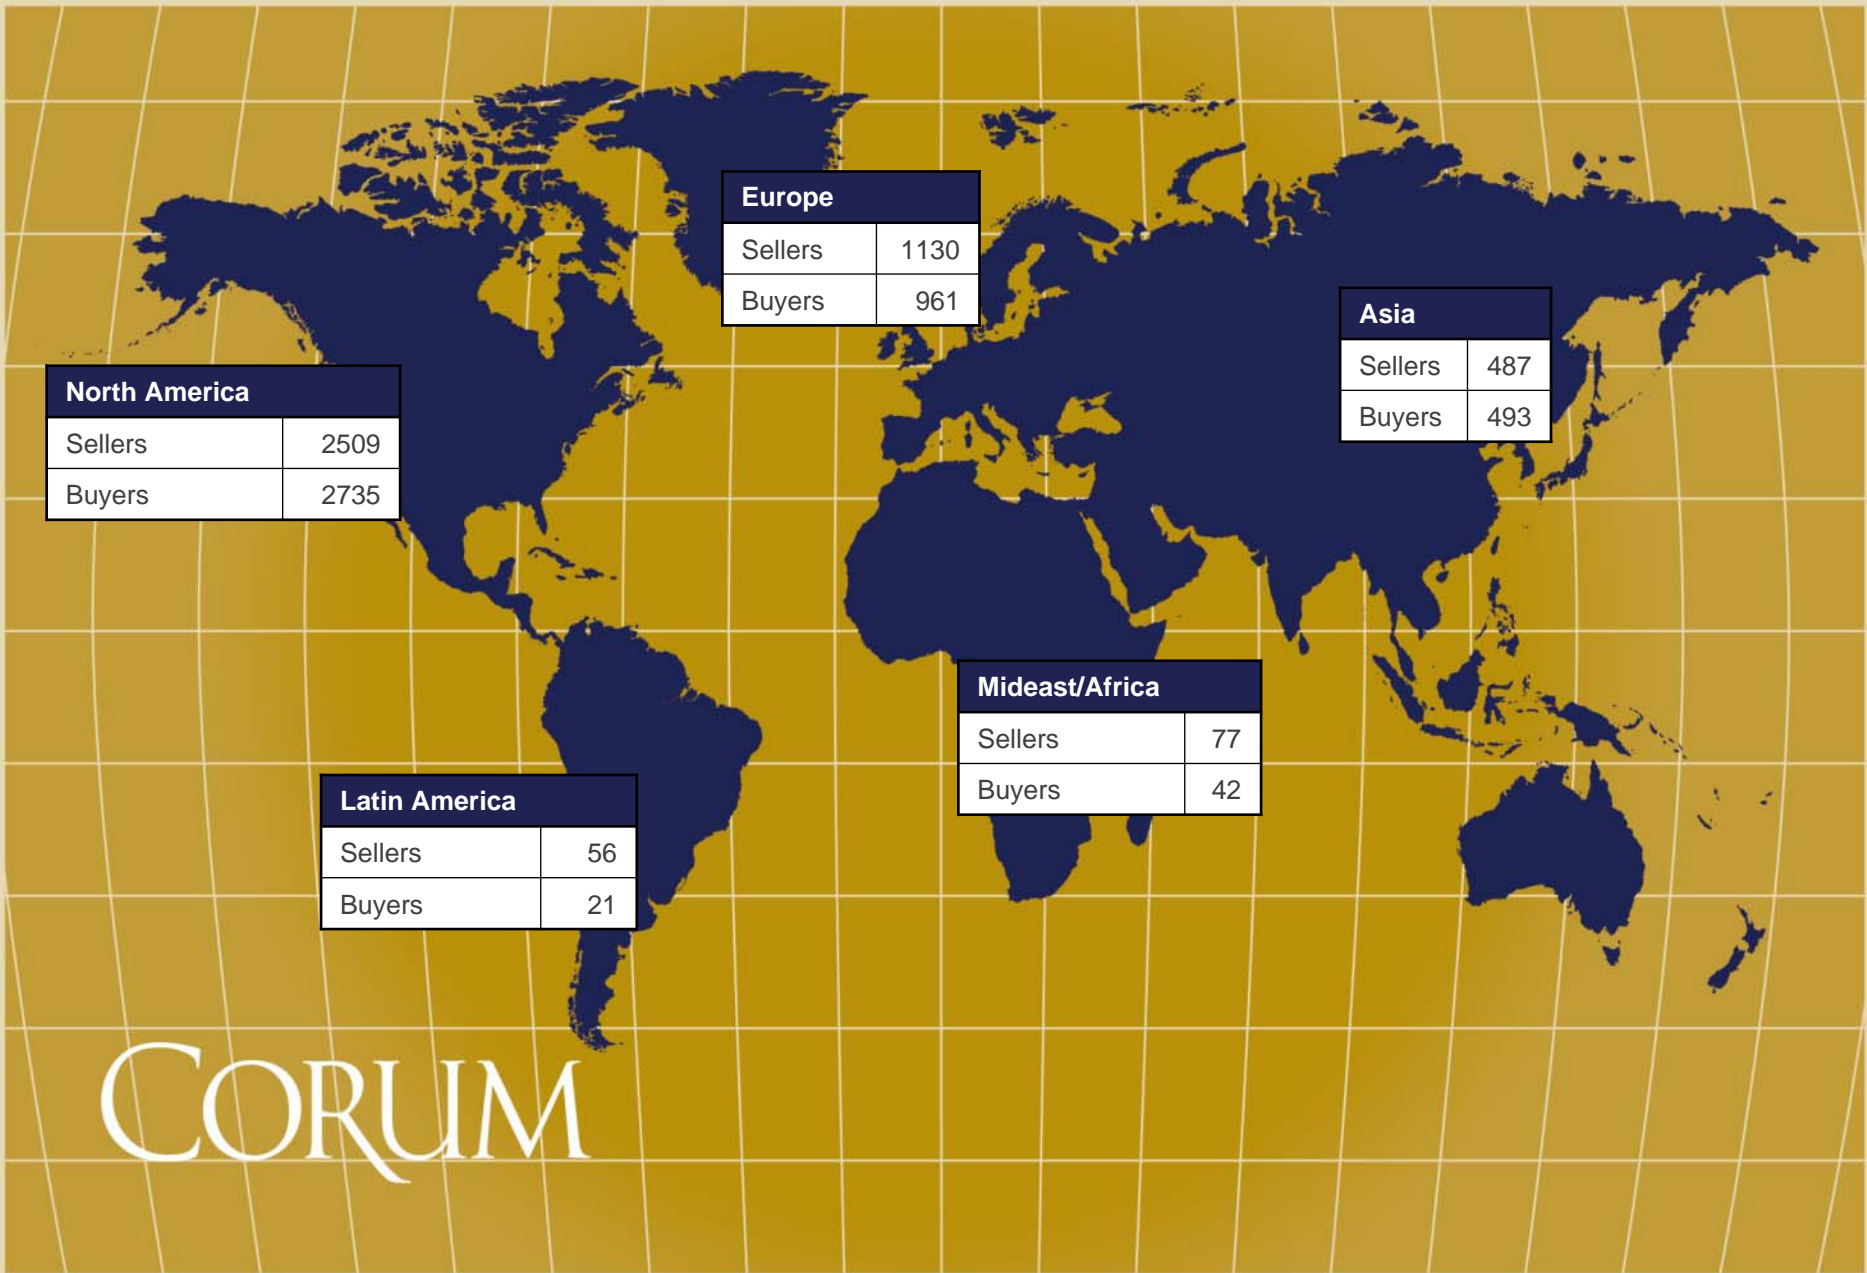 Europe
Sellers 1130
Buyers 961
Asia
Sellers 487
Buyers 493
North America
Sellers 2509
Buyers 2735
Mideast/Africa
Sellers 77
Buyers 42
Latin America
Sellers 56
Buyers 21
CORUM